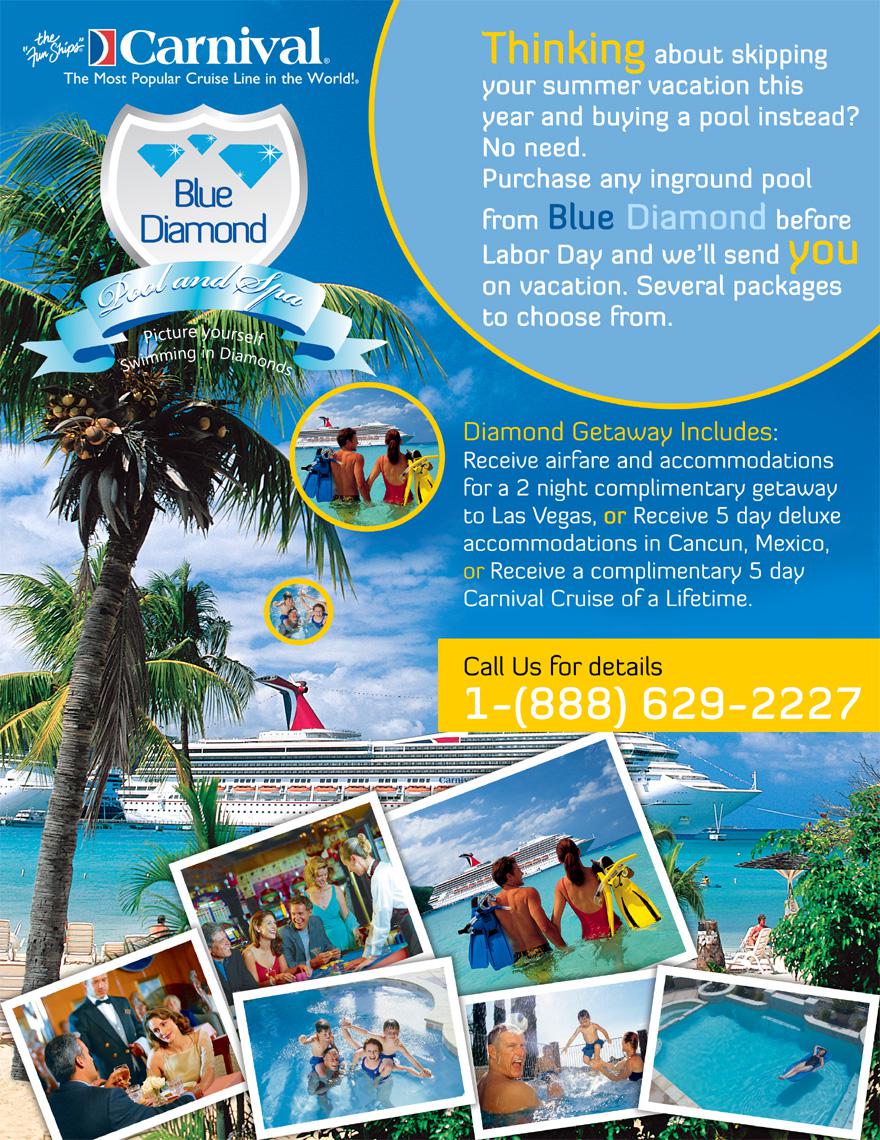 the
"Fun Ships"
Carnival®
The Most Popular Cruise Line in the World!®
Blue
Diamond
Pool and Spa
Picture yourself
Swimming in Diamonds
Thinking about skipping
your summer vacation this
year and buying a pool instead?
No need.
Purchase any inground pool
from Blue Diamond before
Labor Day and we'll send you
on vacation. Several packages
to choose from.
Diamond Getaway Includes:
Receive airfare and accommodations
for a 2 night complimentary getaway
to Las Vegas, or Receive 5 day deluxe
accommodations in Cancun, Mexico,
or Receive a complimentary 5 day
Carnival Cruise of a Lifetime.
Call Us for details
1-(888) 629-2227
Carnival